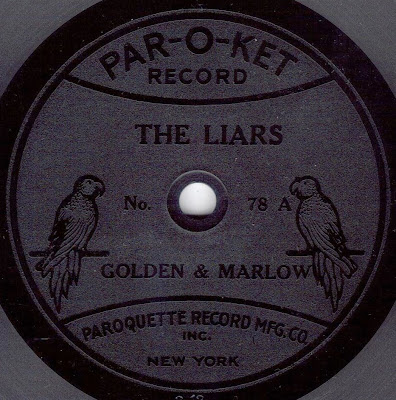 PAR-O-KET
RECORD
THE LIARS
No. 78 A
GOLDEN & MARLOW
PAROQUETTE RECORD MFG. CO.
INC.
NEW YORK